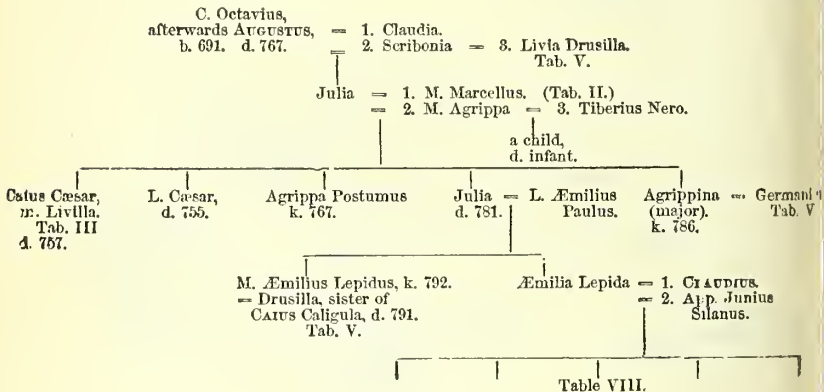 C. Octavius,
afterwards AUGUSTUS, = 1. Claudia.
b. 691. d. 767. = 2. Scribonia = 3. Livia Drusilla.
Tab. V.
Julia = 1. M. Marcellus. (Tab. II.)
= 2. M. Agrippa = 3. Tiberius Nero.
a child,
d. infant.
Caius Cæsar, L. Cæsar, Agrippa Postumus Julia = L. Æmilius Agrippina =
m. Livilla. d. 755. k. 767. d. 781. Paulus. (major). Tab. V
Tab. III k. 786.
d. 757.
M. Æmilius Lepidus, k. 792. Æmilia Lepida = 1. CLAUDIUS.
= Drusilla, sister of = 2. App. Junius
CAIUS Caligula, d. 791. Silanus.
Tab. V.
Table VIII.